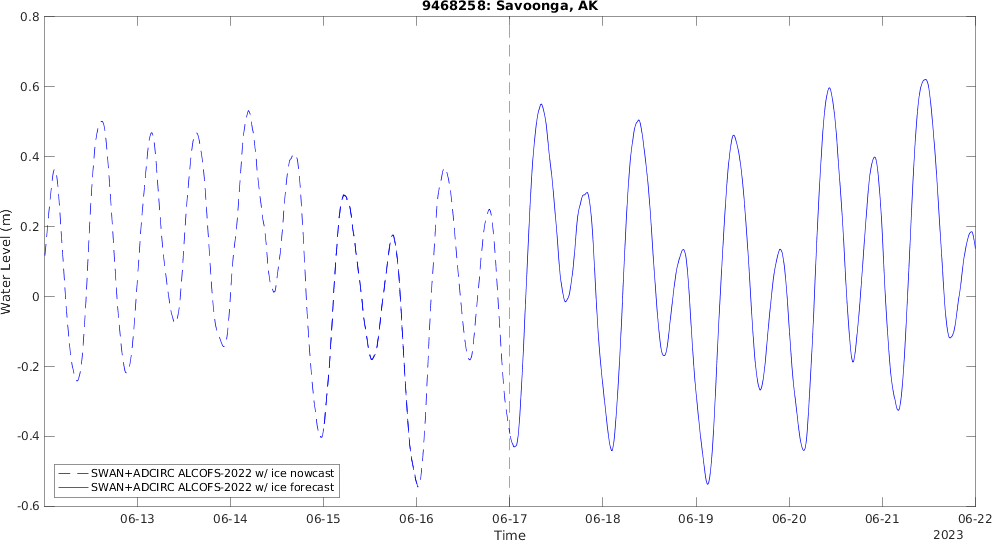 9468258: Savoonga, AK
Water Level (m)
0.8
0.6
0.4
0.2
0
-0.2
-0.4
-0.6
SWAN+ADCIRC ALCOFS-2022 w/ ice nowcast
SWAN+ADCIRC ALCOFS-2022 w/ ice forecast
06-13 06-14 06-15 06-16 06-17 06-18 06-19 06-20 06-21 06-22
Time
2023